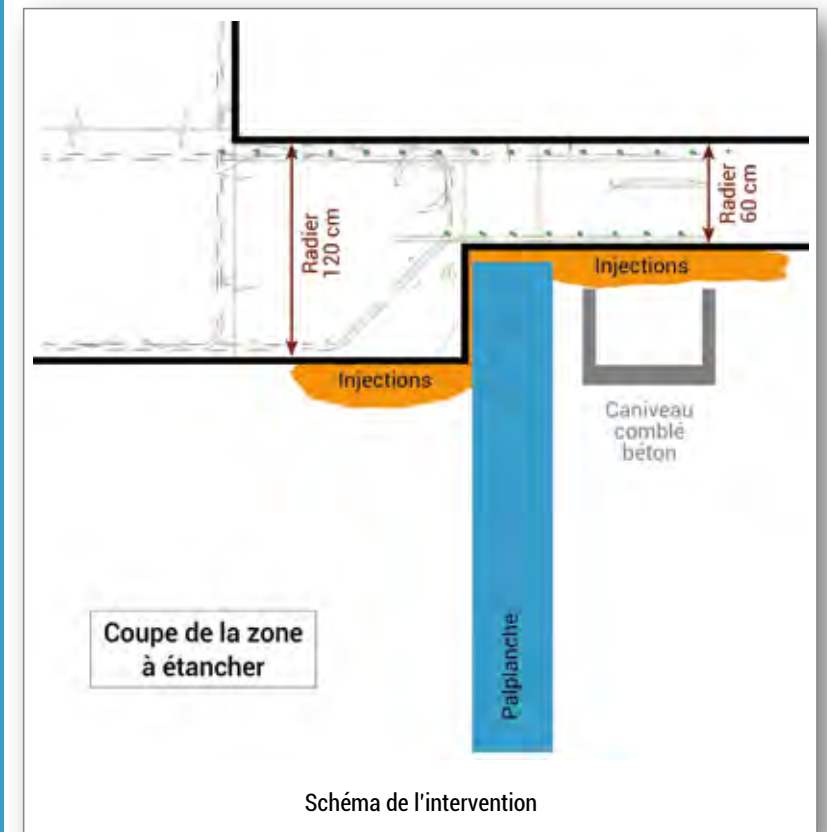 Radier
120 cm
Radier
60 cm
Injections
Injections
Caniveau
comblé
béton
Palplanche
Coupe de la zone
à étancher
Schéma de l'intervention